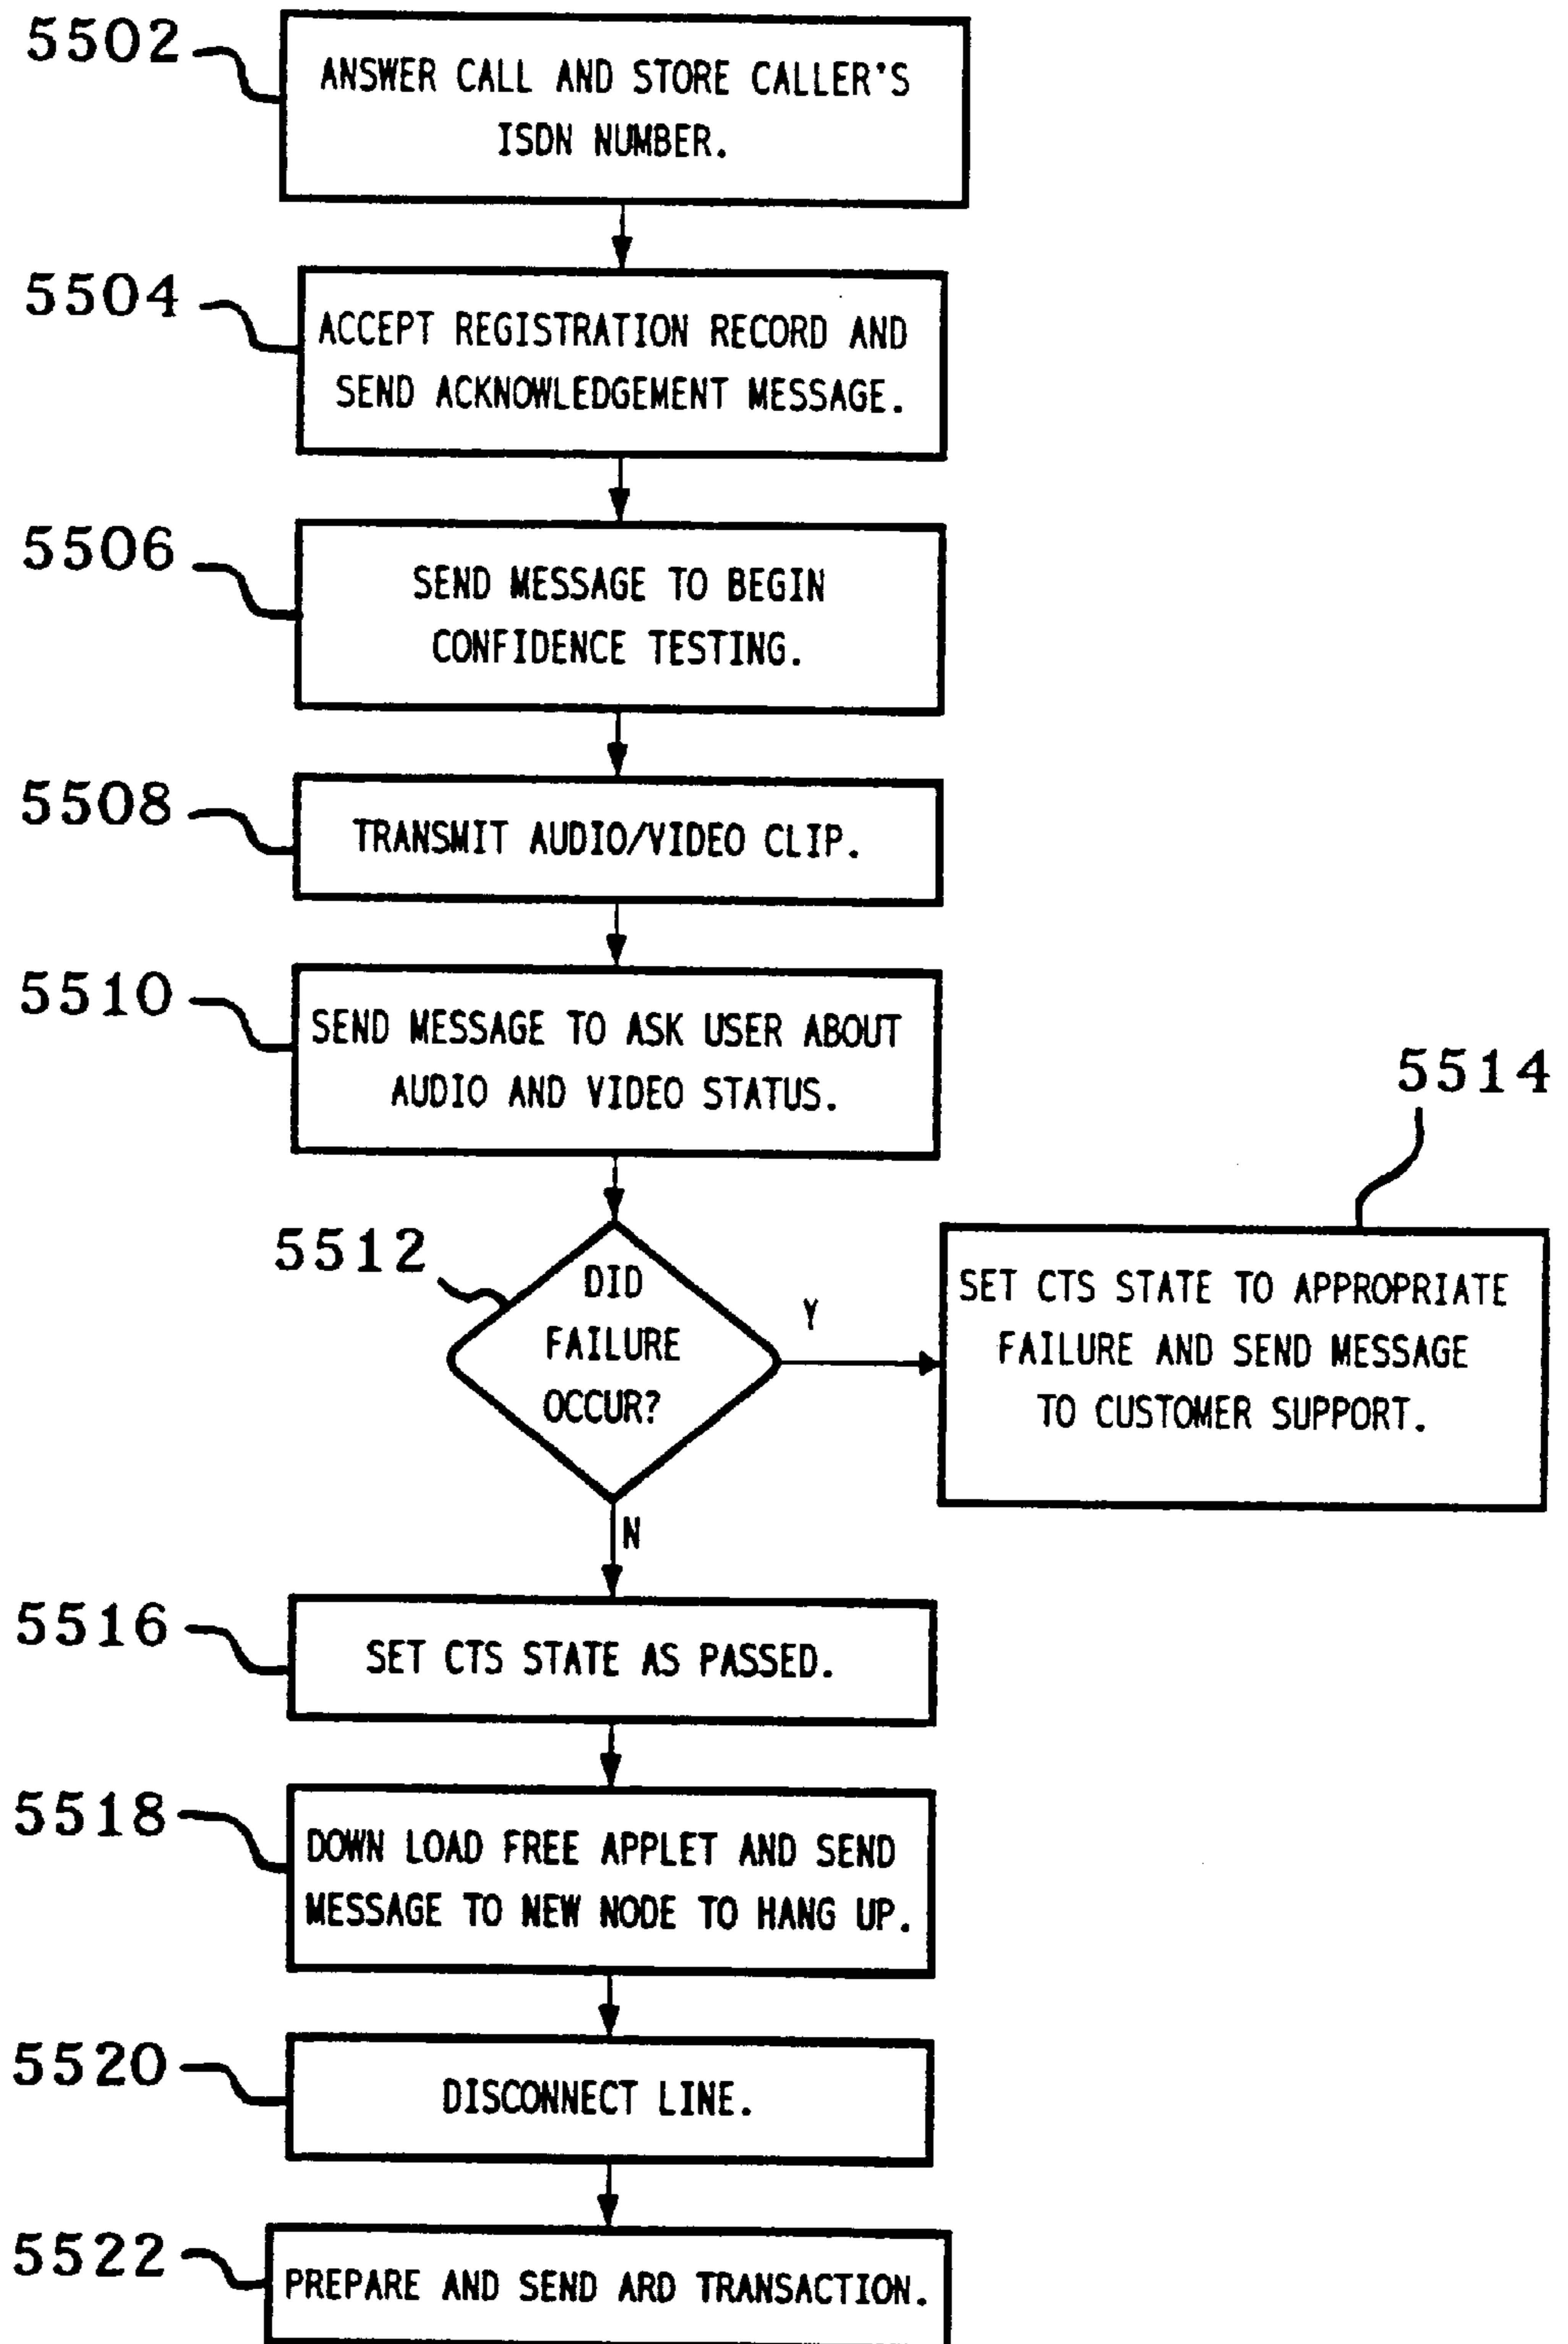 5502
ANSWER CALL AND STORE CALLER'S
ISDN NUMBER.
5504
ACCEPT REGISTRATION RECORD AND
SEND ACKNOWLEDGEMENT MESSAGE.
5506
SEND MESSAGE TO BEGIN
CONFIDENCE TESTING.
5508
TRANSMIT AUDIO/VIDEO CLIP.
5510
SEND MESSAGE TO ASK USER ABOUT
AUDIO AND VIDEO STATUS.
5512
DID
FAILURE
OCCUR?
Y
5514
SET CTS STATE TO APPROPRIATE
FAILURE AND SEND MESSAGE
TO CUSTOMER SUPPORT.
N
5516
SET CTS STATE AS PASSED.
5518
DOWN LOAD FREE APPLET AND SEND
MESSAGE TO NEW NODE TO HANG UP.
5520
DISCONNECT LINE.
5522
PREPARE AND SEND ARD TRANSACTION.